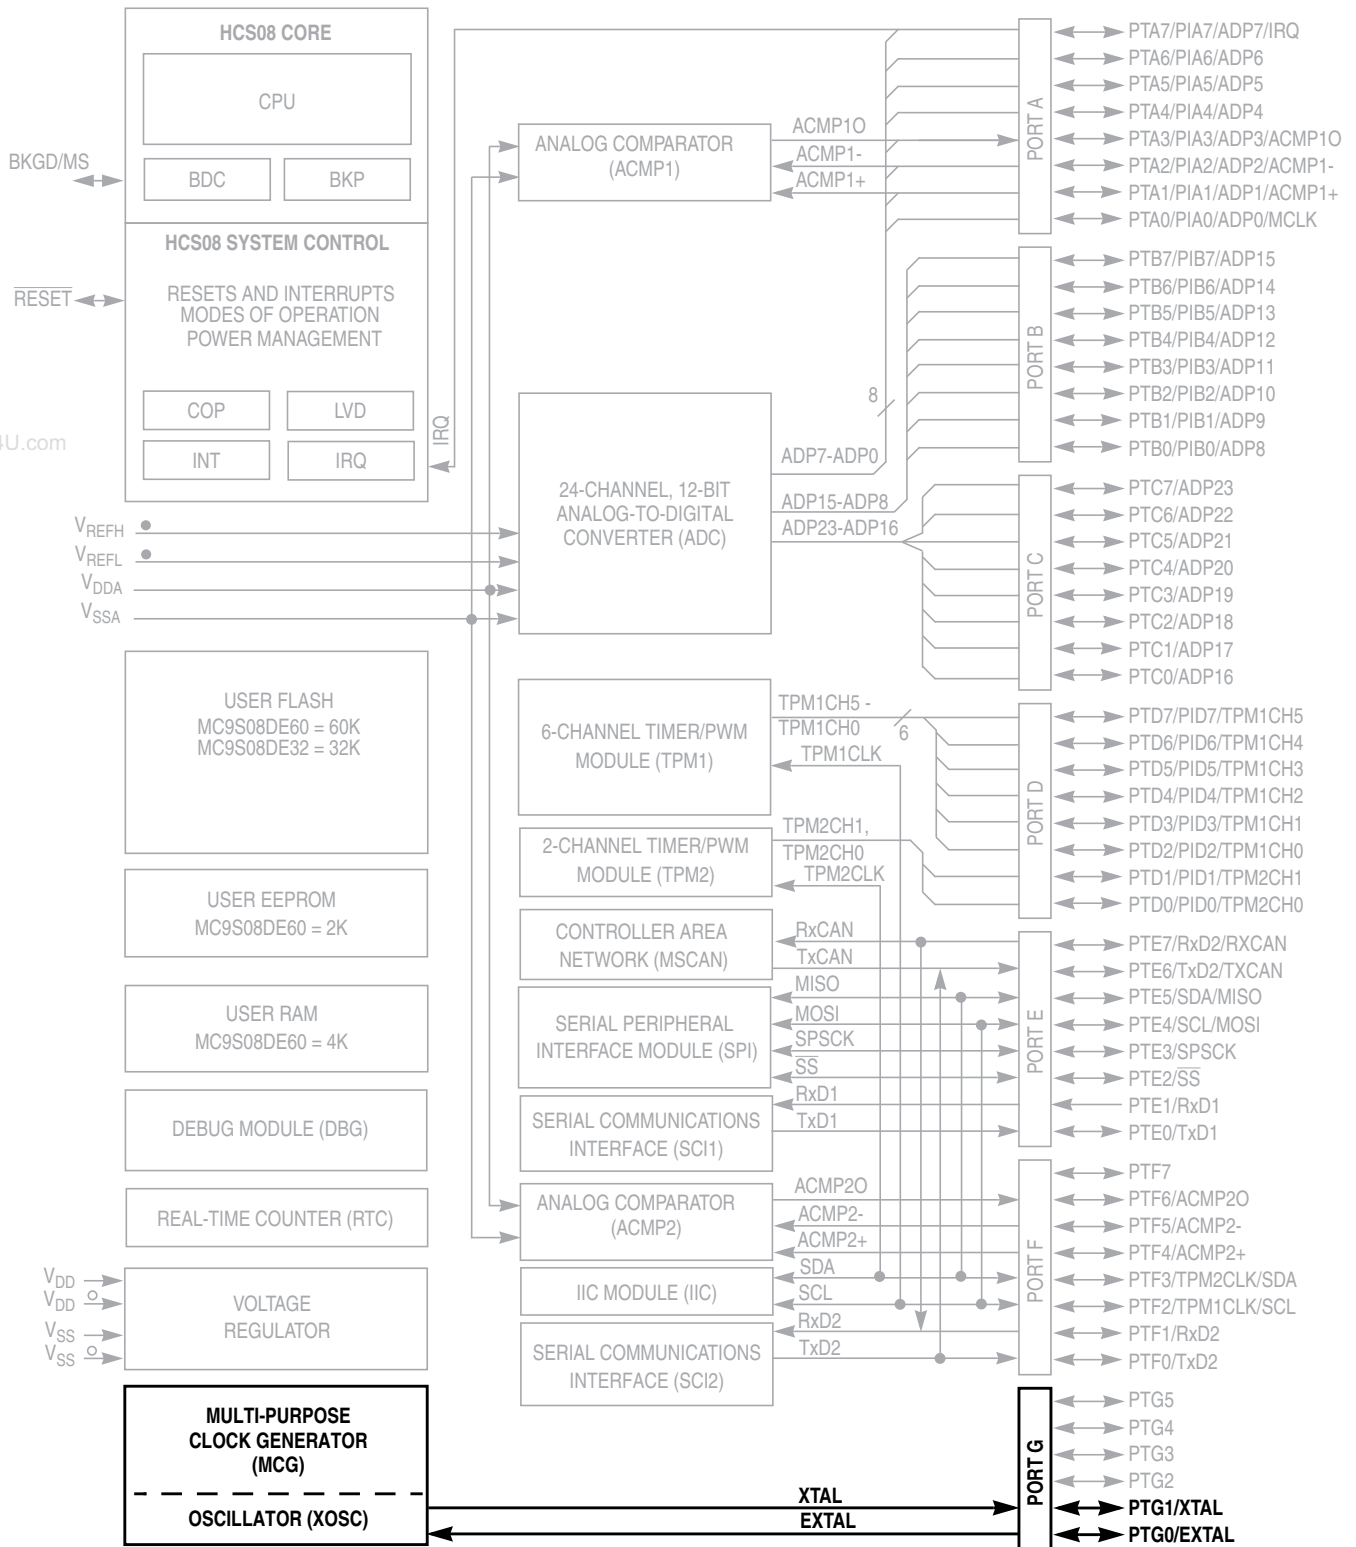 HCS08 CORE
CPU
BDC
BKP
BKGD/MS
HCS08 SYSTEM CONTROL
RESETS AND INTERRUPTS
MODES OF OPERATION
POWER MANAGEMENT
RESET
COP
LVD
INT
IRQ
IRQ
4U.com
VREFH
VREFL
VDDA
VSSA
USER FLASH
MC9S08DE60 = 60K
MC9S08DE32 = 32K
USER EEPROM
MC9S08DE60 = 2K
USER RAM
MC9S08DE60 = 4K
DEBUG MODULE (DBG)
REAL-TIME COUNTER (RTC)
VDD
VDD
VSS
VSS
VOLTAGE
REGULATOR
MULTI-PURPOSE
CLOCK GENERATOR
(MCG)
OSCILLATOR (XOSC)
ANALOG COMPARATOR
(ACMP1)
ACMP1O
ACMP1-
ACMP1+
24-CHANNEL, 12-BIT
ANALOG-TO-DIGITAL
CONVERTER (ADC)
8
ADP7-ADP0
ADP15-ADP8
ADP23-ADP16
6-CHANNEL TIMER/PWM
MODULE (TPM1)
TPM1CH5 -
TPM1CH0
6
TPM1CLK
2-CHANNEL TIMER/PWM
MODULE (TPM2)
TPM2CH1,
TPM2CH0
TPM2CLK
CONTROLLER AREA
NETWORK (MSCAN)
RxCAN
TxCAN
SERIAL PERIPHERAL
INTERFACE MODULE (SPI)
MISO
MOSI
SPSCK
SS
SERIAL COMMUNICATIONS
INTERFACE (SCI1)
RxD1
TxD1
ANALOG COMPARATOR
(ACMP2)
ACMP2O
ACMP2-
ACMP2+
IIC MODULE (IIC)
SDA
SCL
SERIAL COMMUNICATIONS
INTERFACE (SCI2)
RxD2
TxD2
XTAL
EXTAL
PORT A
PTA7/PIA7/ADP7/IRQ
PTA6/PIA6/ADP6
PTA5/PIA5/ADP5
PTA4/PIA4/ADP4
PTA3/PIA3/ADP3/ACMP1O
PTA2/PIA2/ADP2/ACMP1-
PTA1/PIA1/ADP1/ACMP1+
PTA0/PIA0/ADP0/MCLK
PORT B
PTB7/PIB7/ADP15
PTB6/PIB6/ADP14
PTB5/PIB5/ADP13
PTB4/PIB4/ADP12
PTB3/PIB3/ADP11
PTB2/PIB2/ADP10
PTB1/PIB1/ADP9
PTB0/PIB0/ADP8
PORT C
PTC7/ADP23
PTC6/ADP22
PTC5/ADP21
PTC4/ADP20
PTC3/ADP19
PTC2/ADP18
PTC1/ADP17
PTC0/ADP16
PORT D
PTD7/PID7/TPM1CH5
PTD6/PID6/TPM1CH4
PTD5/PID5/TPM1CH3
PTD4/PID4/TPM1CH2
PTD3/PID3/TPM1CH1
PTD2/PID2/TPM1CH0
PTD1/PID1/TPM2CH1
PTD0/PID0/TPM2CH0
PORT E
PTE7/RxD2/RXCAN
PTE6/TxD2/TXCAN
PTE5/SDA/MISO
PTE4/SCL/MOSI
PTE3/SPSCK
PTE2/SS
PTE1/RxD1
PTE0/TxD1
PORT F
PTF7
PTF6/ACMP2O
PTF5/ACMP2-
PTF4/ACMP2+
PTF3/TPM2CLK/SDA
PTF2/TPM1CLK/SCL
PTF1/RxD2
PTF0/TxD2
PORT G
PTG5
PTG4
PTG3
PTG2
PTG1/XTAL
PTG0/EXTAL